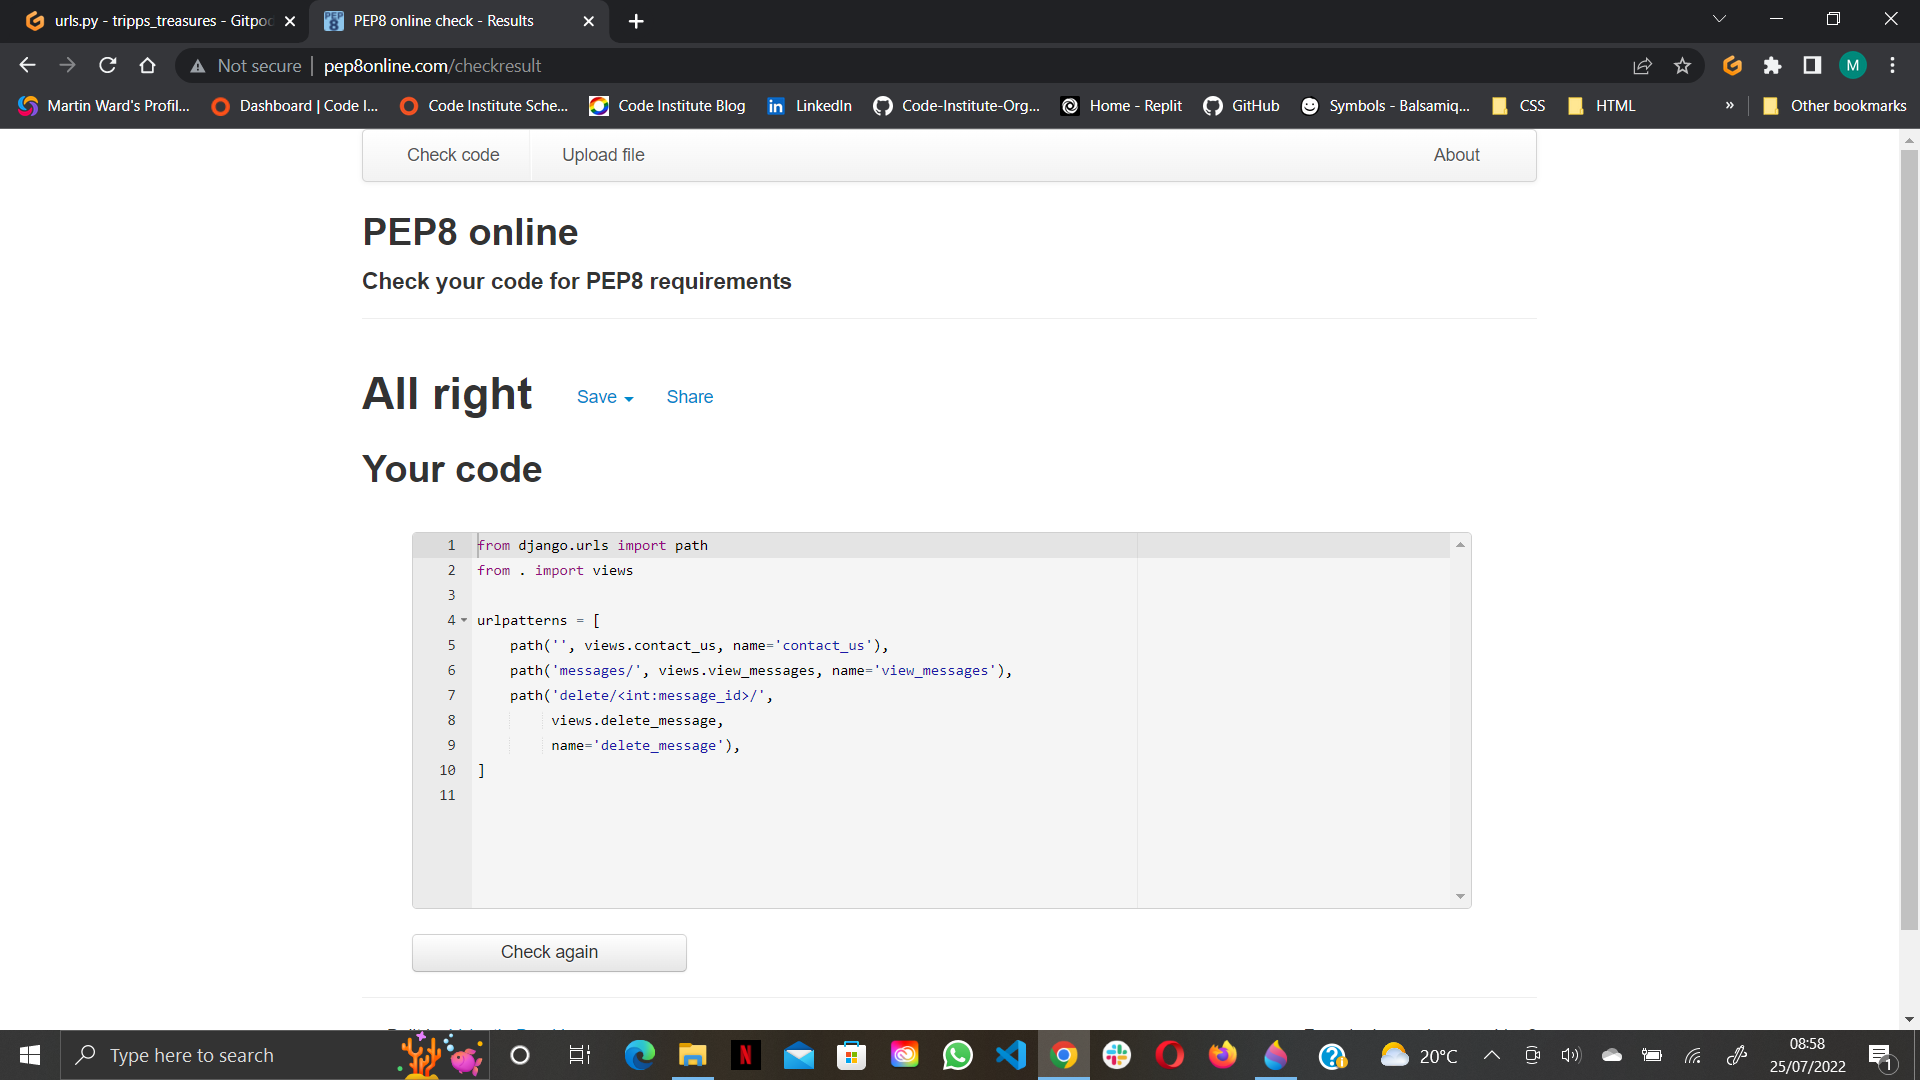 urls.py - tripps_treasures - Gitpod
PEP8 online check - Results
Not secure
pep8online.com/checkresult
M
Martin Ward's Profil...
Dashboard | Code I...
Code Institute Sche...
Code Institute Blog
LinkedIn
Code-Institute-Org...
Home - Replit
GitHub
Symbols - Balsamiq...
CSS
HTML
»
Other bookmarks
Check code
Upload file
About
PEP8 online
Check your code for PEP8 requirements
All right
Save
Share
Your code
1 from django.urls import path
2 from . import views
3
4 urlpatterns = [
5     path('', views.contact_us, name='contact_us'),
6     path('messages/', views.view_messages, name='view_messages'),
7     path('delete/<int:message_id>/',
8          views.delete_message,
9          name='delete_message'),
10 ]
11
Check again
Type here to search
20°C
08:58
25/07/2022
1